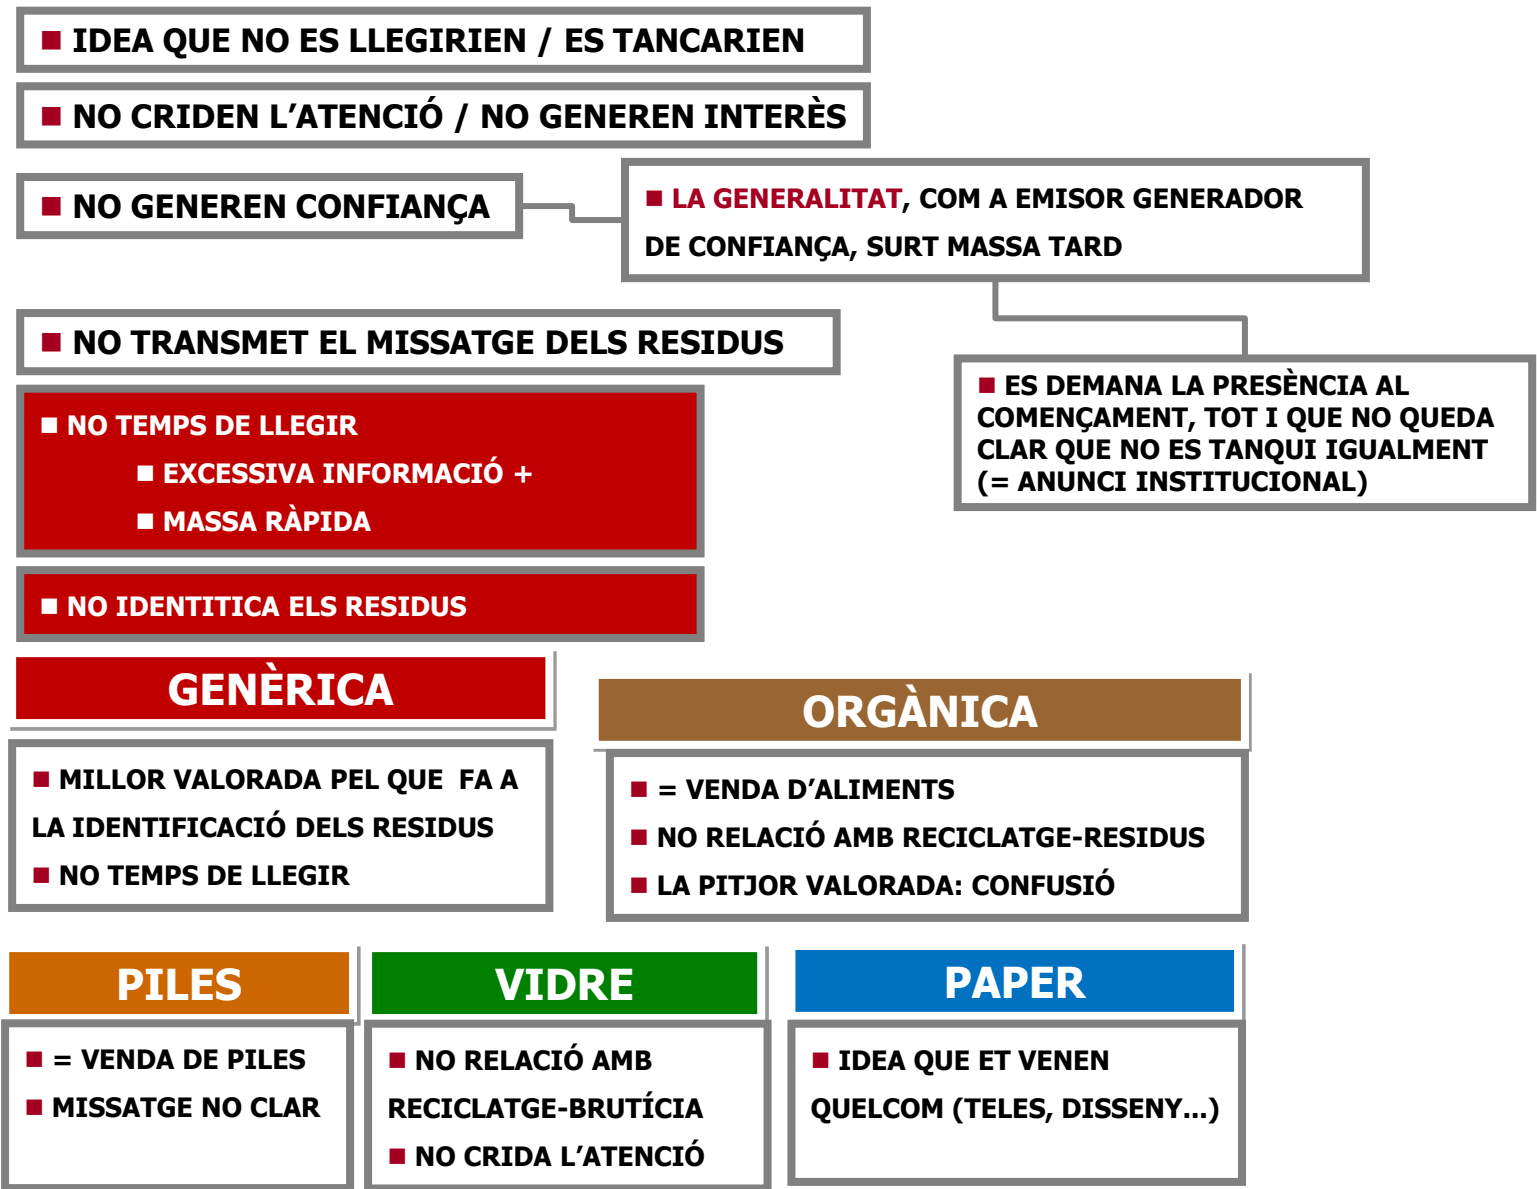 ■ IDEA QUE NO ES LLEGIRIEN / ES TANCARIEN
■ NO CRIDEN L’ATENCIÓ / NO GENEREN INTERÈS
■ NO GENEREN CONFIANÇA
■ LA GENERALITAT, COM A EMISOR GENERADOR
DE CONFIANÇA, SURT MASSA TARD
■ NO TRANSMET EL MISSATGE DELS RESIDUS
■ ES DEMANA LA PRESÈNCIA AL
COMENÇAMENT, TOT I QUE NO QUEDA
CLAR QUE NO ES TANQUI IGUALMENT
(= ANUNCI INSTITUCIONAL)
■ NO TEMPS DE LLEGIR
■ EXCESSIVA INFORMACIÓ +
■ MASSA RÀPIDA
■ NO IDENTITICA ELS RESIDUS
GENÈRICA
■ MILLOR VALORADA PEL QUE FA A
LA IDENTIFICACIÓ DELS RESIDUS
■ NO TEMPS DE LLEGIR
ORGÀNICA
■ = VENDA D’ALIMENTS
■ NO RELACIÓ AMB RECICLATGE-RESIDUS
■ LA PITJOR VALORADA: CONFUSIÓ
PILES
■ = VENDA DE PILES
■ MISSATGE NO CLAR
VIDRE
■ NO RELACIÓ AMB
RECICLATGE-BRUTÍCIA
■ NO CRIDA L’ATENCIÓ
PAPER
■ IDEA QUE ET VENEN
QUELCOM (TELES, DISSENY...)